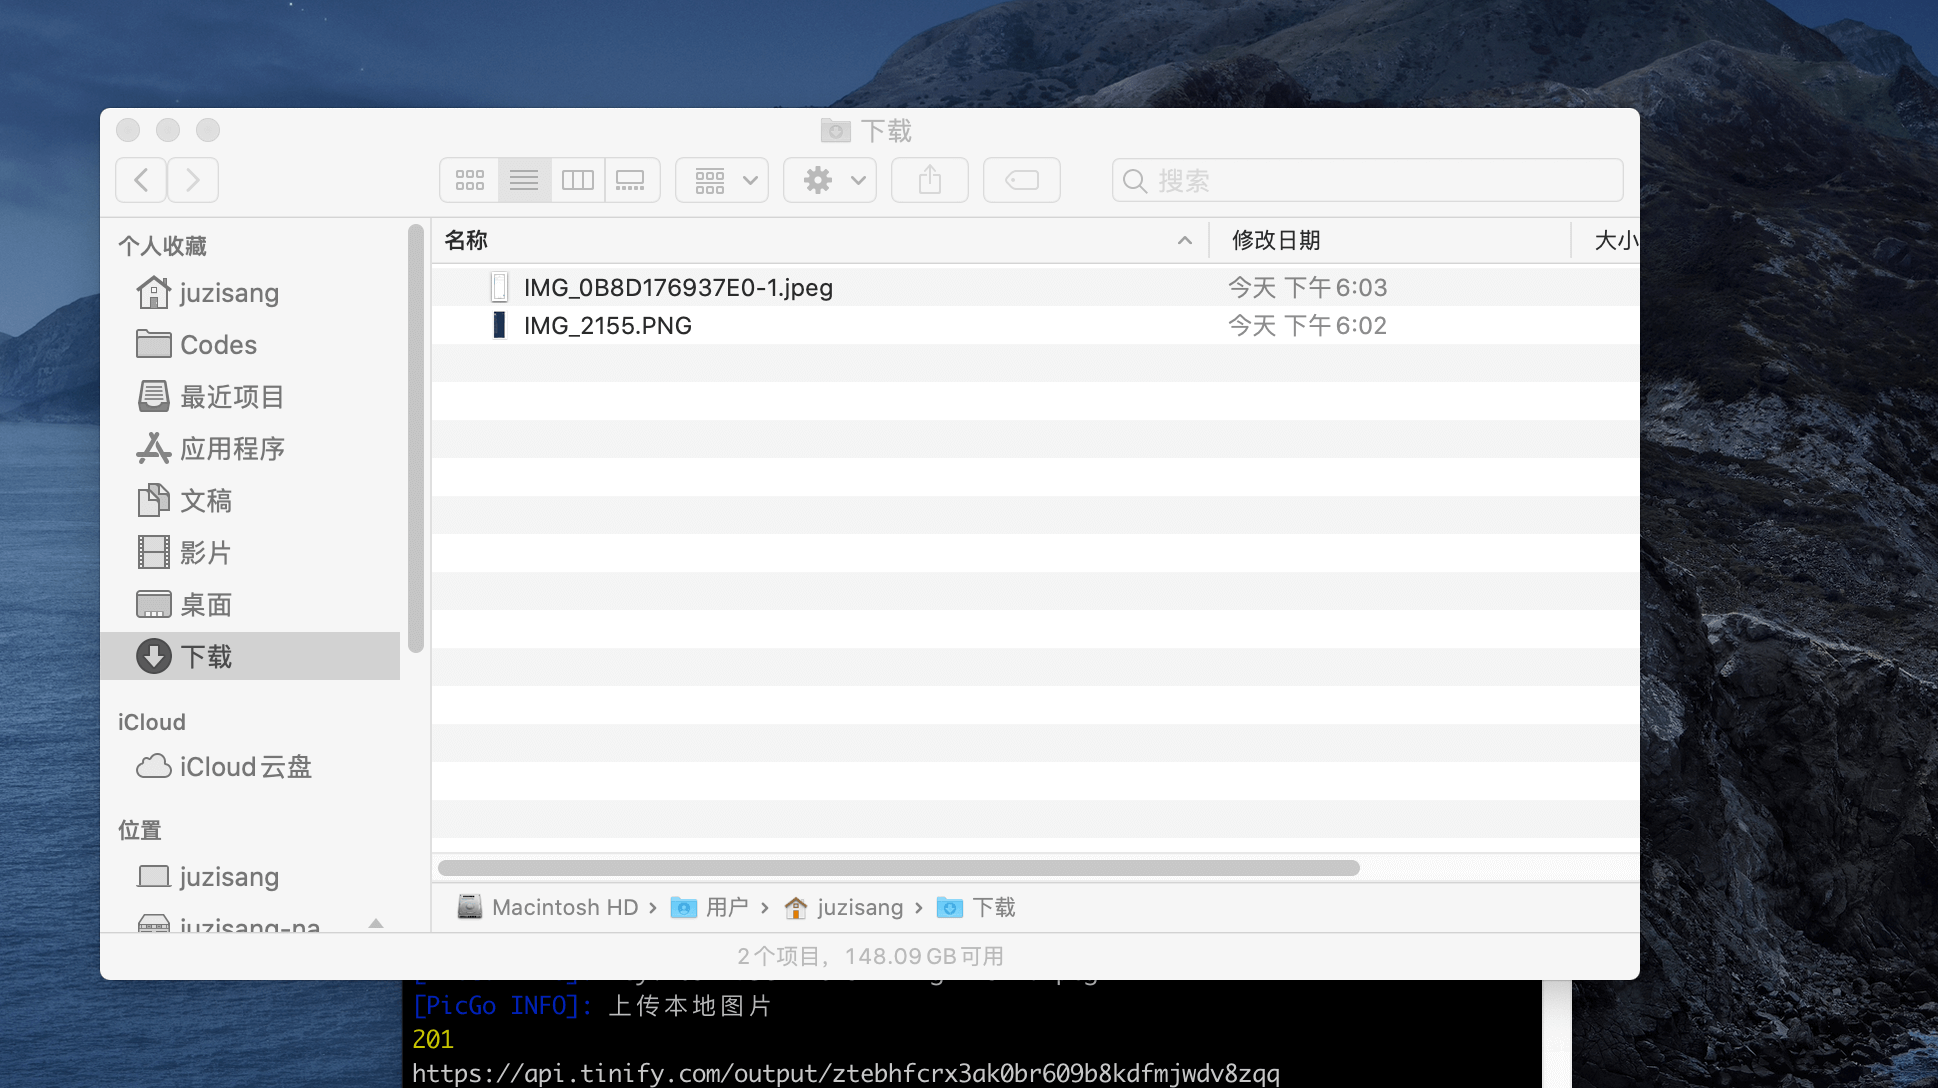 下载
搜索
个人收藏
juzisang
Codes
最近项目
应用程序
文稿
影片
桌面
下载
iCloud
iCloud云盘
位置
juzisang
juzisang-na
名称 修改日期 大小
IMG_0B8D176937E0-1.jpeg 今天 下午6:03
IMG_2155.PNG 今天 下午6:02
Macintosh HD › 用户 › juzisang › 下载
2个项目，148.09 GB可用
[PicGo INFO]: 上传本地图片
201
https://api.tinify.com/output/ztebhfcrx3ak0br609b8kdfmjwdv8zqq